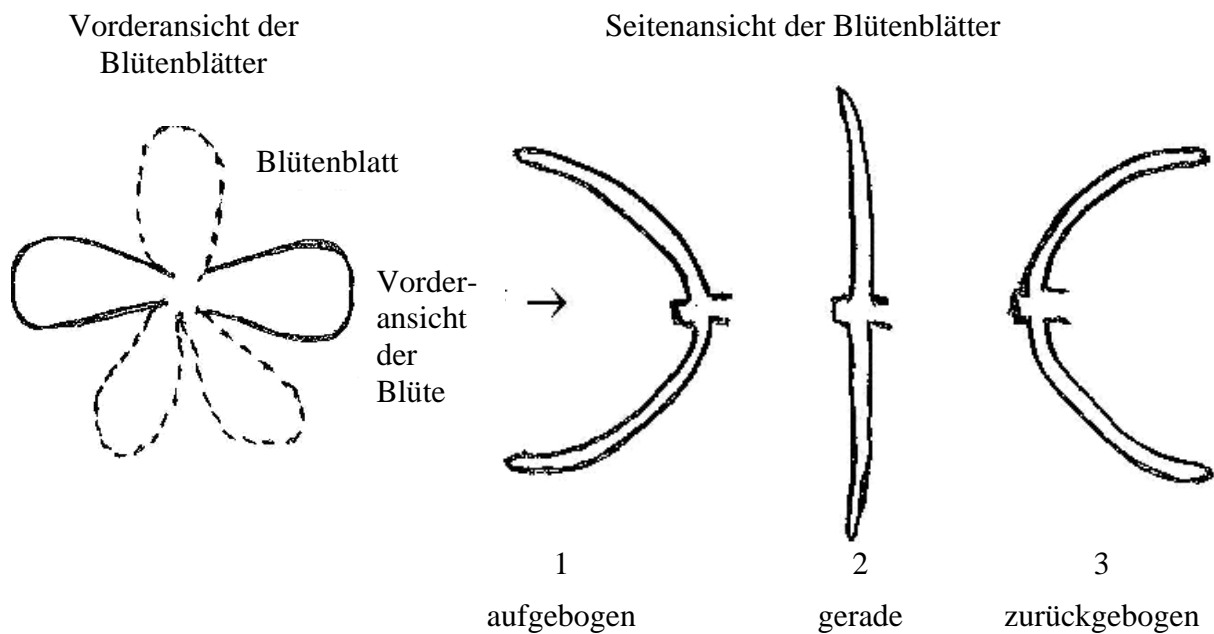 Vorderansicht der
Blütenblätter
Seitenansicht der Blütenblätter
Blütenblatt
Vorder-
ansicht
der
Blüte
1
2
3
aufgebogen
gerade
zurückgebogen